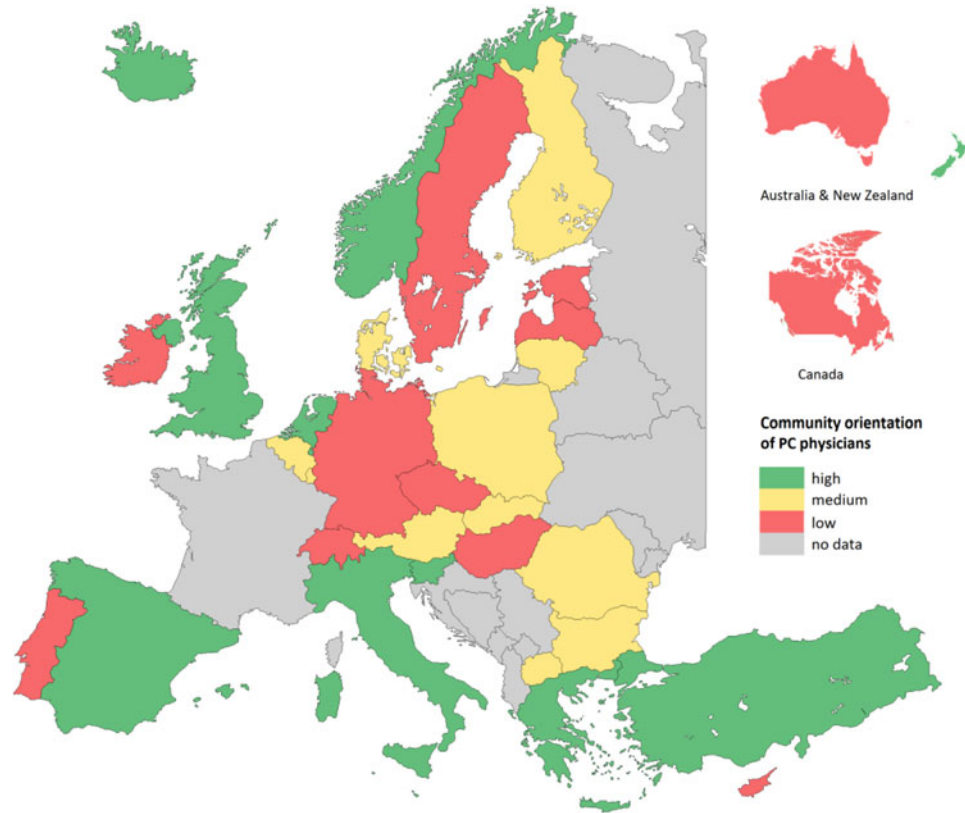 Australia & New Zealand
Canada
Community orientation
of PC physicians
high
medium
low
no data